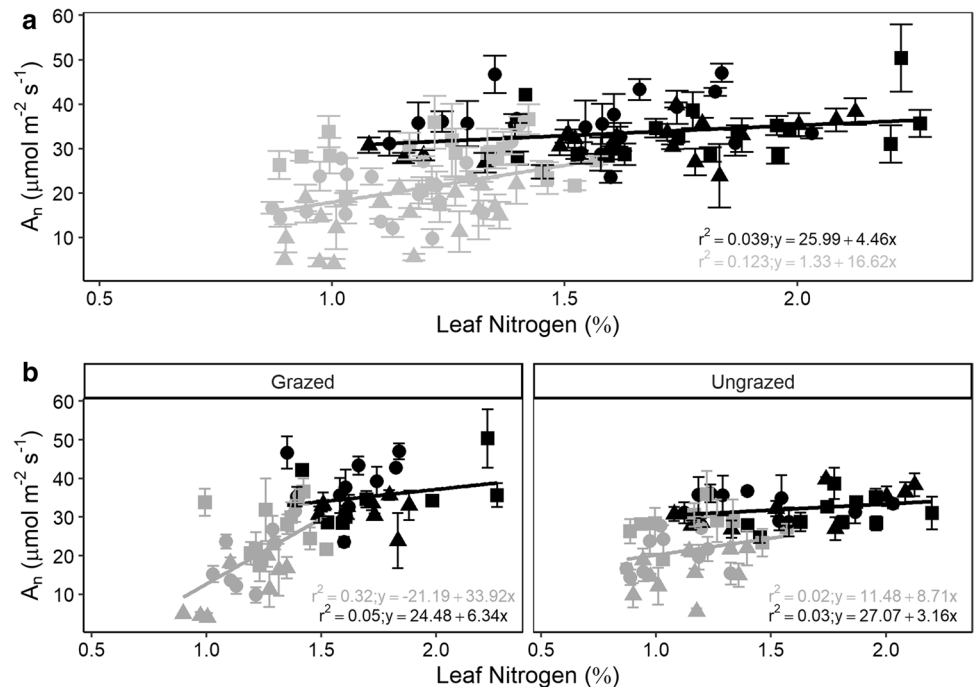 a
60
50
40
30
20
10
Aₙ (μmol m⁻² s⁻¹)
r² = 0.039;y = 25.99 + 4.46x
r² = 0.123;y = 1.33 + 16.62x
0.5 1.0 1.5 2.0
Leaf Nitrogen (%)
b
Grazed Ungrazed
60
50
40
30
20
10
Aₙ (μmol m⁻² s⁻¹)
r² = 0.32;y = -21.19 + 33.92x
r² = 0.05;y = 24.48 + 6.34x
r² = 0.02;y = 11.48 + 8.71x
r² = 0.03;y = 27.07 + 3.16x
0.5 1.0 1.5 2.0 0.5 1.0 1.5 2.0
Leaf Nitrogen (%) Leaf Nitrogen (%)